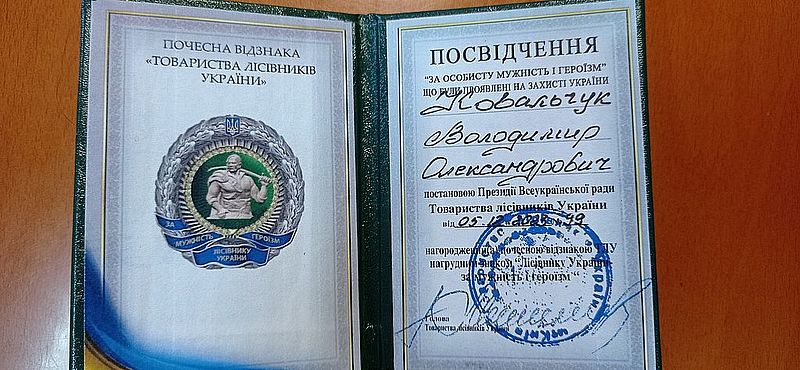 ПОЧЕСНА ВІДЗНАКА
«ТОВАРИСТВА ЛІСІВНИКІВ
УКРАЇНИ»
ЗА
МУЖНІСТЬ
ГЕРОЇЗМ
ЛІСІВНИКУ
УКРАЇНИ
ПОСВІДЧЕННЯ
"ЗА ОСОБИСТУ МУЖНІСТЬ І ГЕРОЇЗМ"
ЩО БУЛИ ПРОЯВЛЕНІ НА ЗАХИСТІ УКРАЇНИ
Ковальчук
Володимир
Олександрович
постановою Президії Всеукраїнської ради
Товариства лісівників України
від 05.12
нагороджений(а) почесною відзнакою ТЛУ
нагрудним знаком "Лісівнику України
за мужність і героїзм"
Голова
Товариства лісівників України